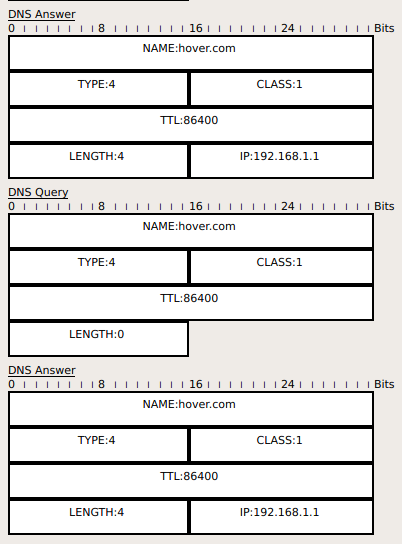 DNS Answer
0 8 16 24 Bits
NAME:hover.com
TYPE:4 CLASS:1
TTL:86400
LENGTH:4 IP:192.168.1.1
DNS Query
0 8 16 24 Bits
NAME:hover.com
TYPE:4 CLASS:1
TTL:86400
LENGTH:0
DNS Answer
0 8 16 24 Bits
NAME:hover.com
TYPE:4 CLASS:1
TTL:86400
LENGTH:4 IP:192.168.1.1